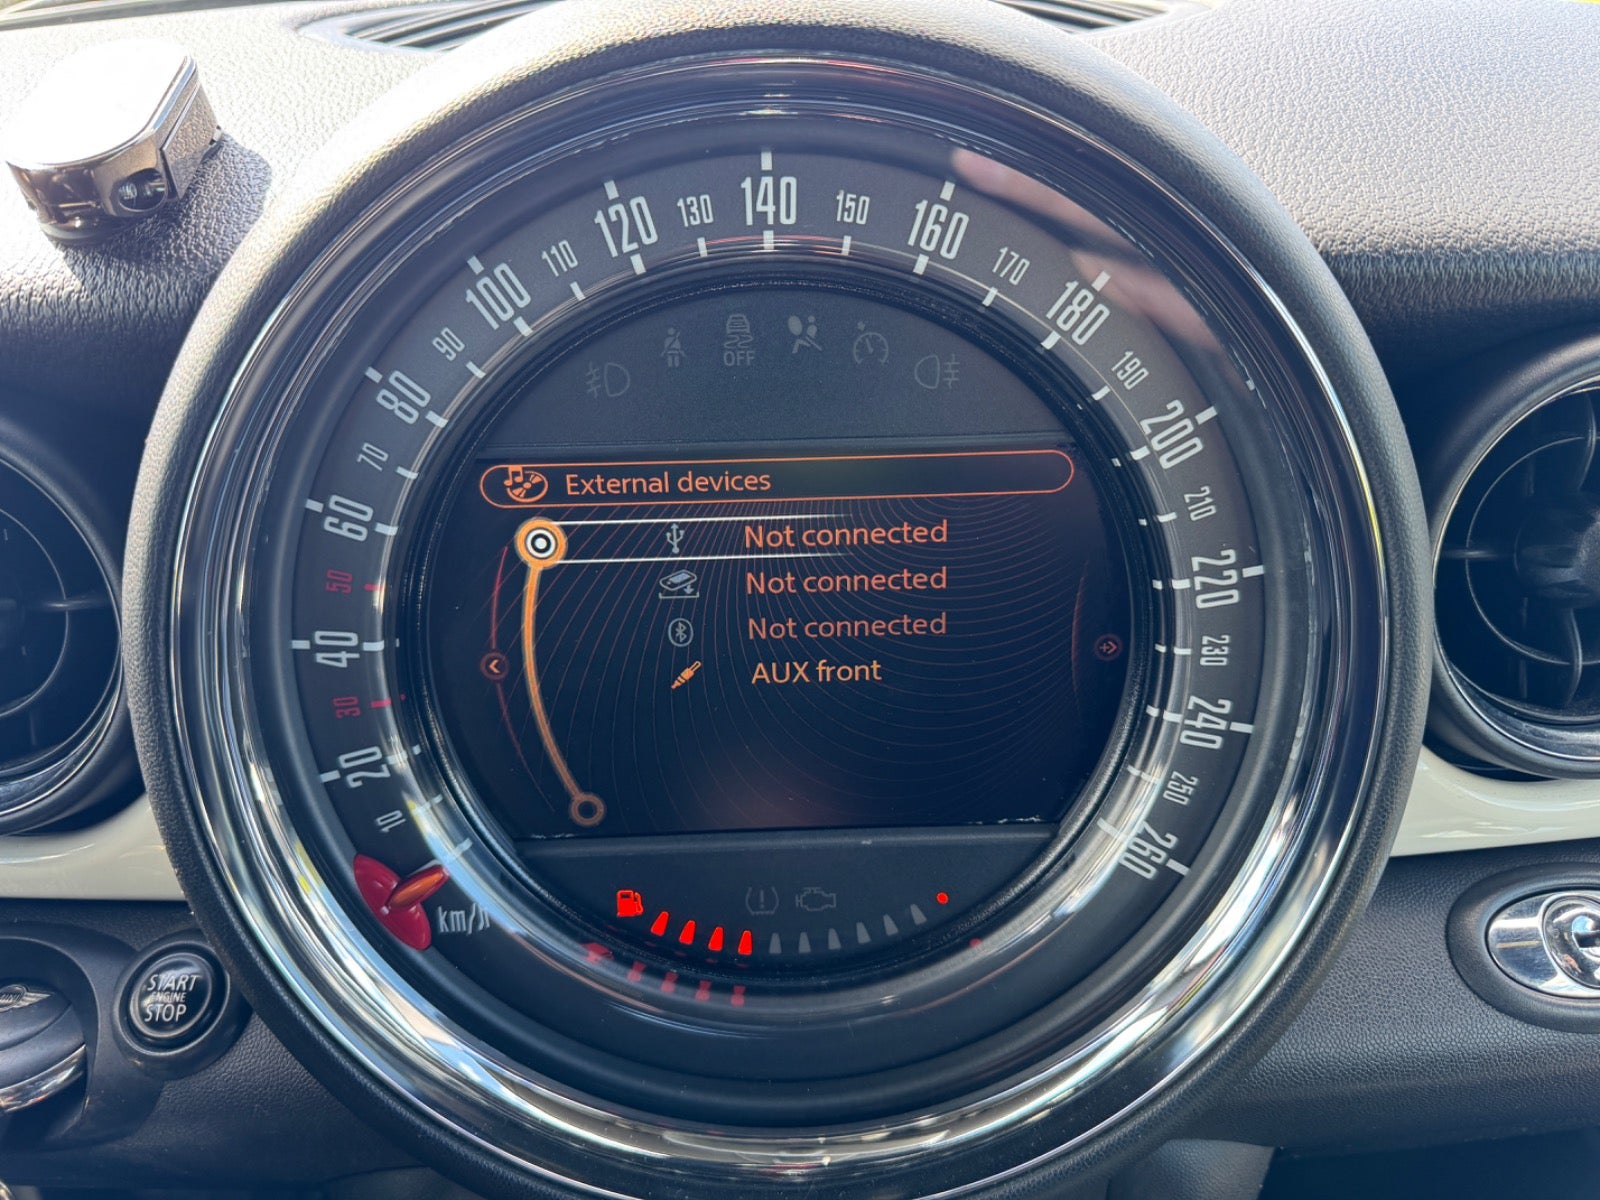 10
20
30
40
50
60
70
80
90
100
110
120
130
140
150
160
170
180
190
200
210
220
230
240
250
260
km/h
OFF
External devices
Not connected
Not connected
Not connected
AUX front
START
ENGINE
STOP